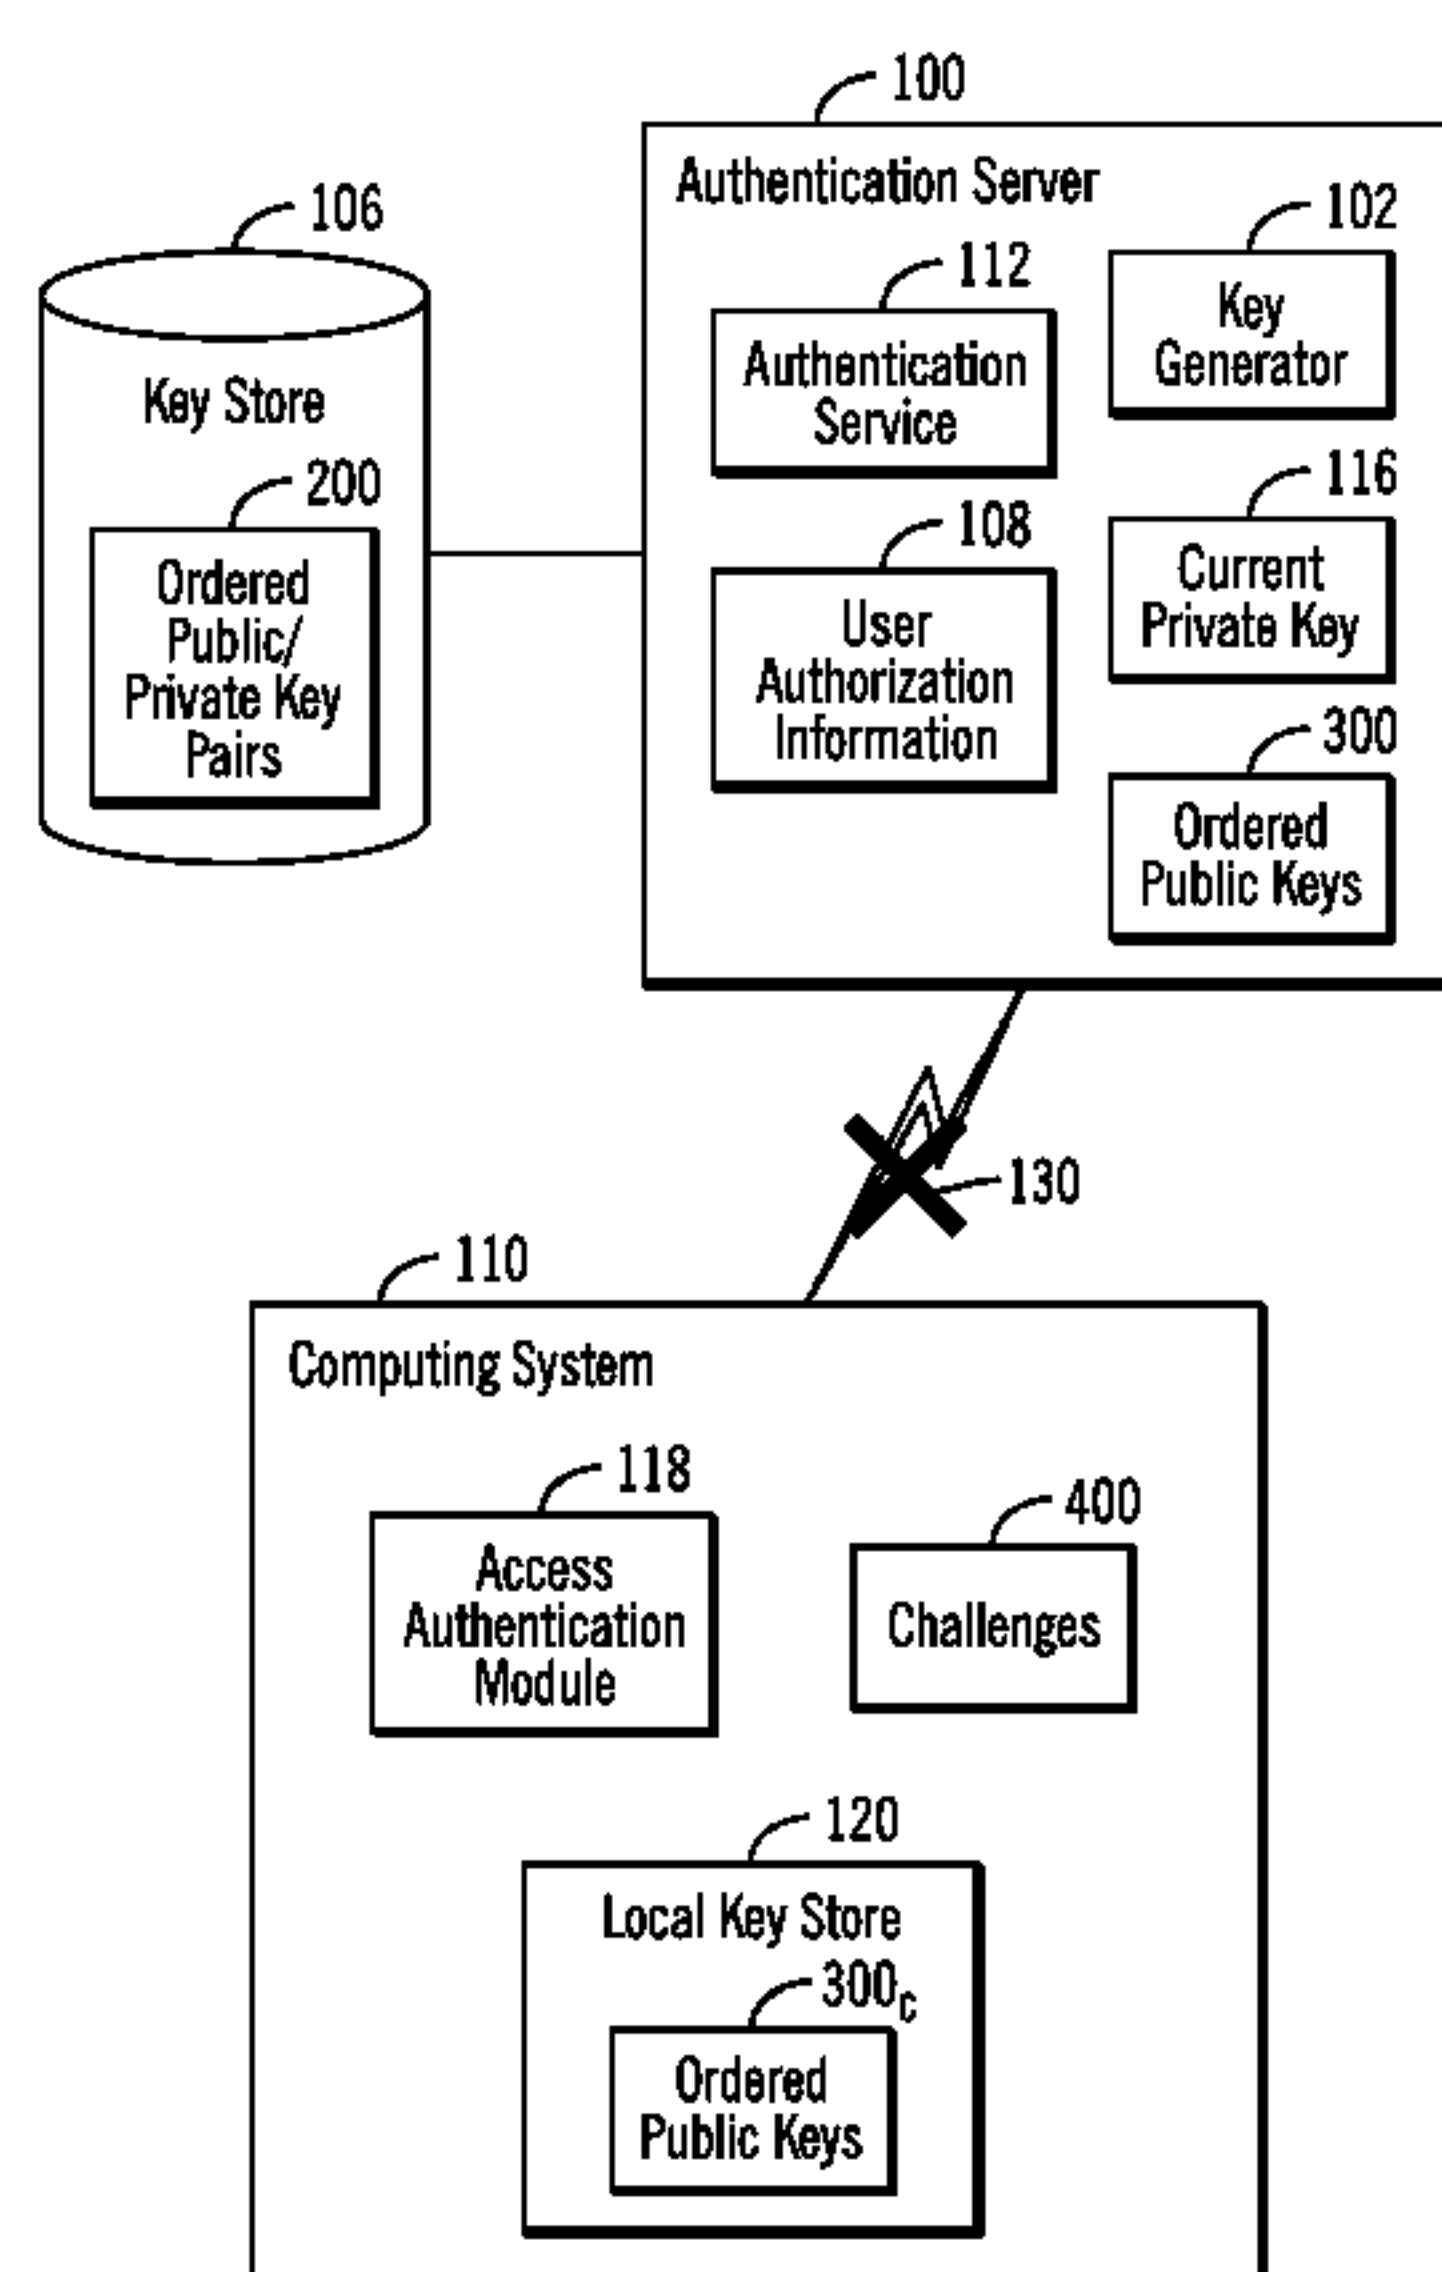 100
Authentication Server
106
102
112
Key
Generator
Authentication
Service
Key Store
200
116
108
Ordered
Public/
Private Key
Pairs
Current
Private Key
User
Authorization
Information
300
Ordered
Public Keys
130
110
Computing System
118
400
Access
Authentication
Module
Challenges
120
Local Key Store
300c
Ordered
Public Keys